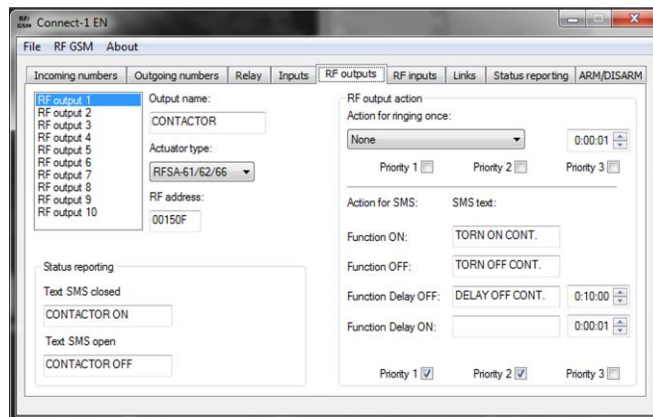 RF/GSM Connect-1 EN
File RF GSM About
Incoming numbers Outgoing numbers Relay Inputs RF outputs RF inputs Links Status reporting ARM/DISARM
RF output 1
RF output 2
RF output 3
RF output 4
RF output 5
RF output 6
RF output 7
RF output 8
RF output 9
RF output 10
Output name:
CONTACTOR
Actuator type:
RFSA-61/62/66
RF address:
00150F
Status reporting
Text SMS closed
CONTACTOR ON
Text SMS open
CONTACTOR OFF
RF output action
Action for ringing once:
None 0:00:01
Priority 1 Priority 2 Priority 3
Action for SMS: SMS text:
Function ON: TORN ON CONT.
Function OFF: TORN OFF CONT.
Function Delay OFF: DELAY OFF CONT. 0:10:00
Function Delay ON: 0:00:01
Priority 1 Priority 2 Priority 3